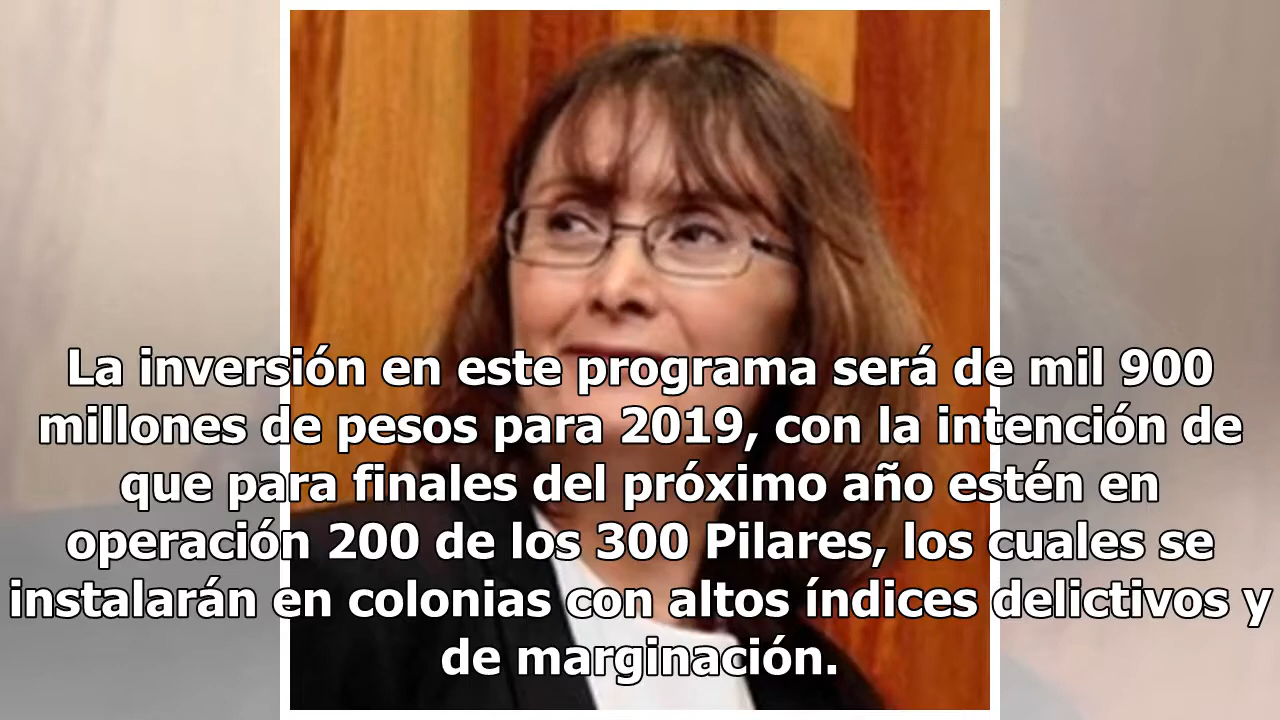 La inversión en este programa será de mil 900
millones de pesos para 2019, con la intención de
que para finales del próximo año estén en
operación 200 de los 300 Pilares, los cuales se
instalarán en colonias con altos índices delictivos y
de marginación.